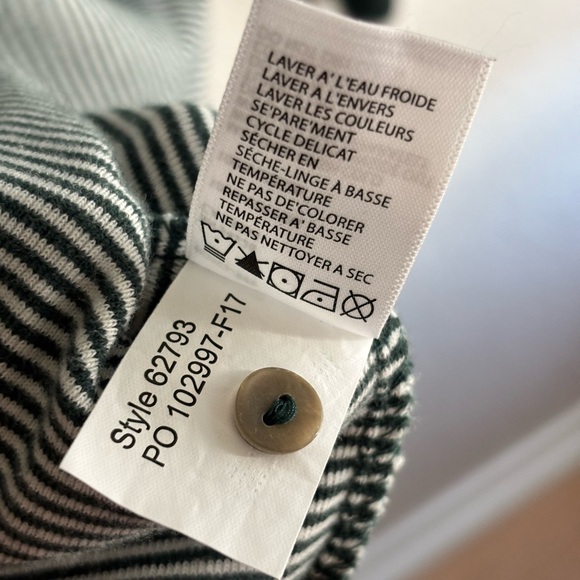 LAVER A' L'EAU FROIDE
LAVER A L'ENVERS
LAVER LES COULEURS
SE'PARE'MENT
CYCLE DELICAT
SÉCHER EN
SÉCHE-LINGE À BASSE
TEMPÉRATURE
NE PAS DE'COLORER
REPASSER A' BASSE
TEMPÉRATURE
NE PAS NETTOYER A SEC
Style 62793
PO 102997-F17